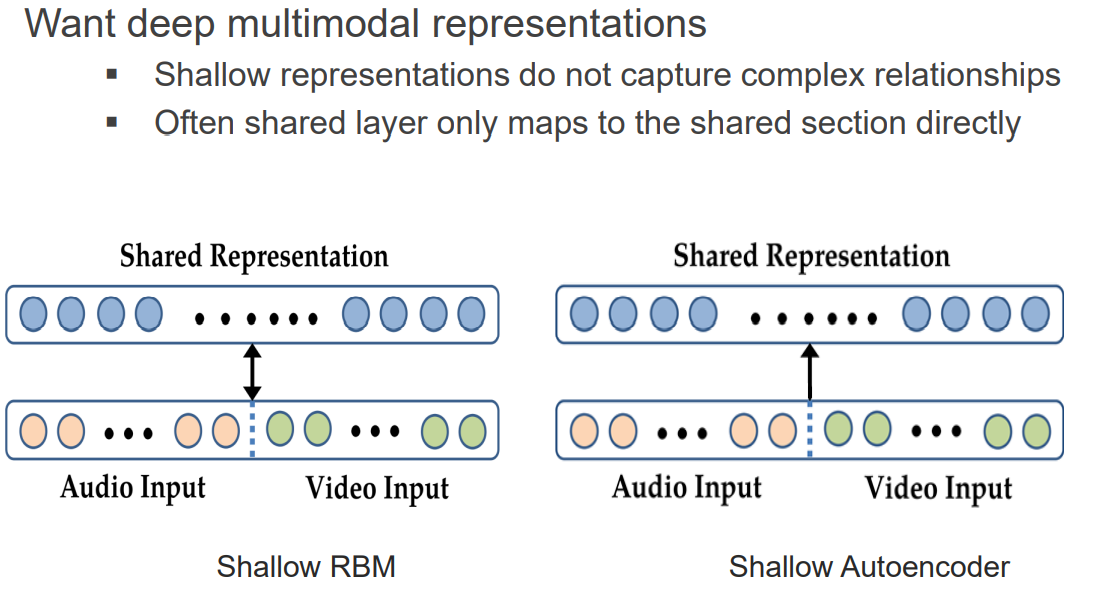 Want deep multimodal representations
▪ Shallow representations do not capture complex relationships
▪ Often shared layer only maps to the shared section directly
Shared Representation
Audio Input
Video Input
Shallow RBM
Shared Representation
Audio Input
Video Input
Shallow Autoencoder